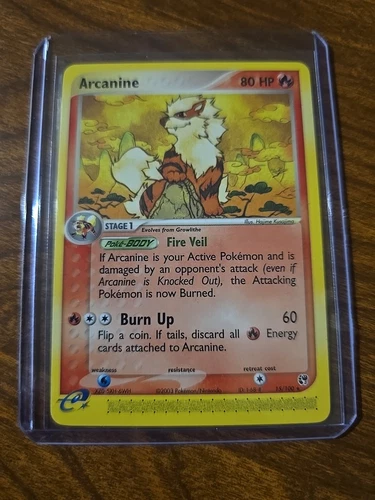 Arcanine
80 HP
Illus. Hajime Kusajima
STAGE 1
Evolves from Growlithe
Poké-BODY Fire Veil
If Arcanine is your Active Pokémon and is
damaged by an opponent's attack (even if
Arcanine is Knocked Out), the Attacking
Pokémon is now Burned.
Burn Up 60
Flip a coin. If tails, discard all Energy
cards attached to Arcanine.
weakness resistance retreat cost
©2003 Pokémon/Nintendo
e